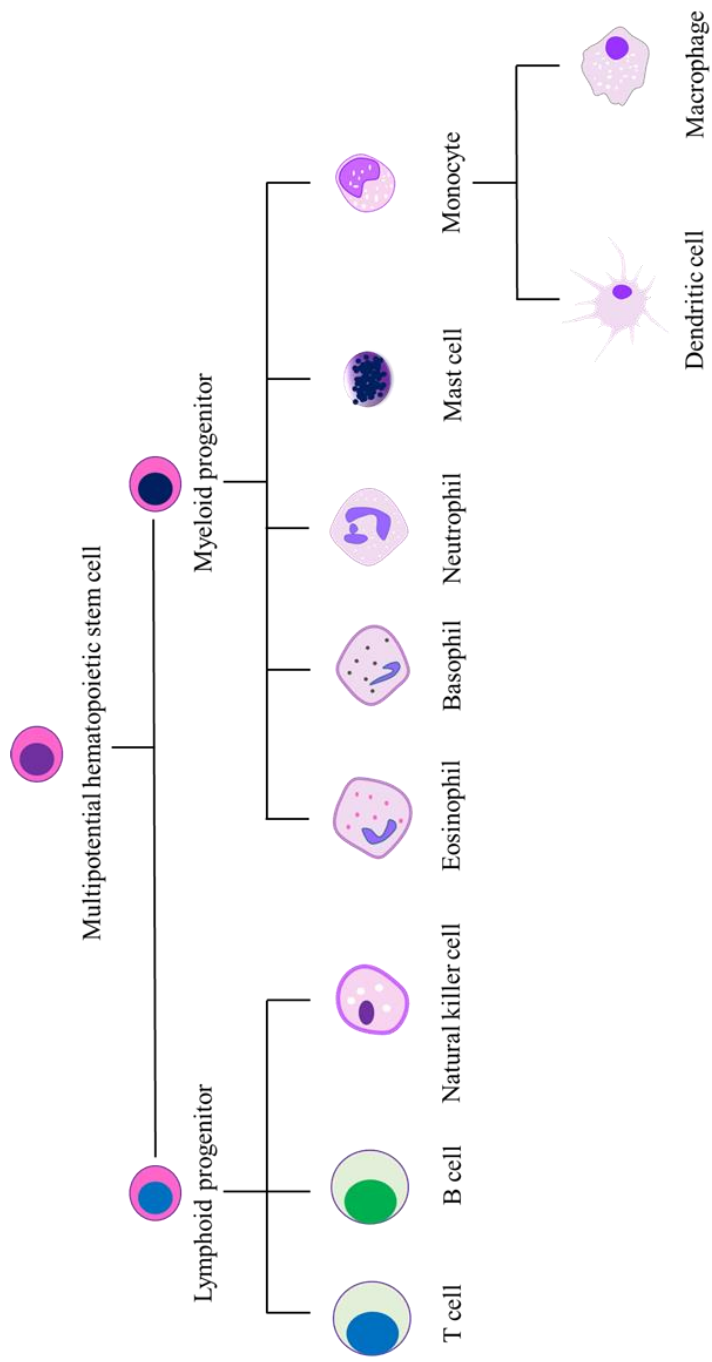 Multipotential hematopoietic stem cell
Lymphoid progenitor
Myeloid progenitor
T cell
B cell
Natural killer cell
Eosinophil
Basophil
Neutrophil
Mast cell
Monocyte
Dendritic cell
Macrophage